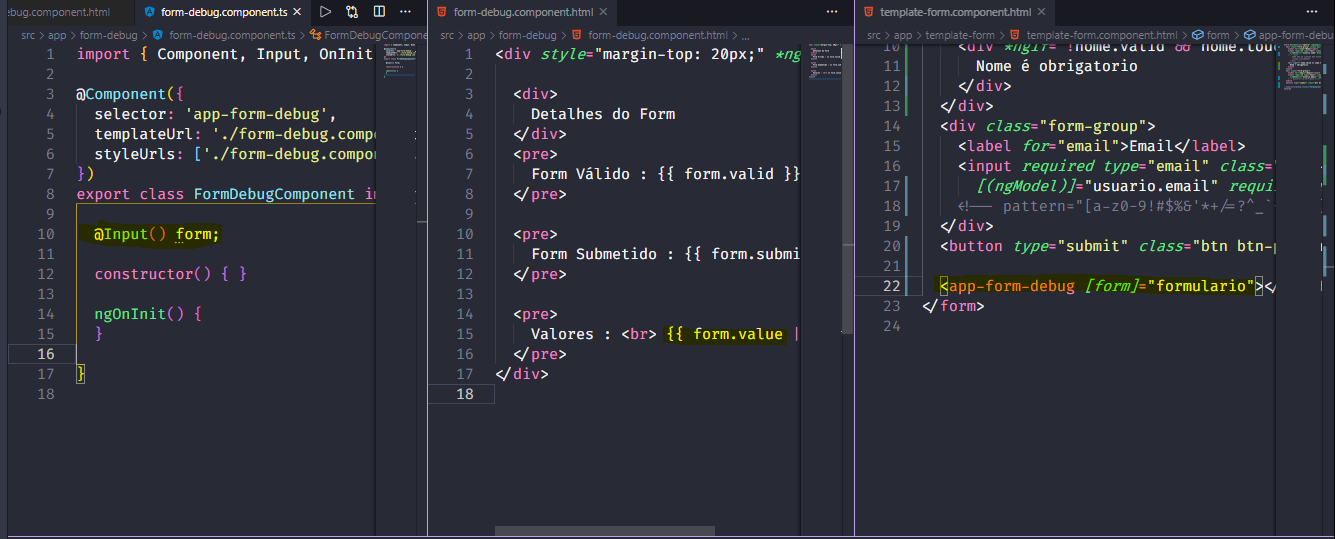 ebug.component.html
form-debug.component.ts
src > app > form-debug > form-debug.component.ts > FormDebugCompone
1 import { Component, Input, OnInit
2
3 @Component({
4 selector: 'app-form-debug',
5 templateUrl: './form-debug.compo
6 styleUrls: ['./form-debug.compo
7 })
8 export class FormDebugComponent i
9
10 @Input() form;
11
12 constructor() { }
13
14 ngOnInit() {
15 }
16
17 }
18
form-debug.component.html
src > app > form-debug > form-debug.component.html > ...
1 <div style="margin-top: 20px;" *ng
2
3 <div>
4 Detalhes do Form
5 </div>
6 <pre>
7 Form Válido : {{ form.valid }}
8 </pre>
9
10 <pre>
11 Form Submetido : {{ form.submi
12 </pre>
13
14 <pre>
15 Valores : <br> {{ form.value |
16 </pre>
17 </div>
18
template-form.component.html
src > app > template-form > template-form.component.html > form > app-form-debu
10 <div *ngIf="!nome.valid && nome.tou
11 Nome é obrigatorio
12 </div>
13 </div>
14 <div class="form-group">
15 <label for="email">Email</label>
16 <input required type="email" class="
17 [(ngModel)]="usuario.email" requi
18 <!-- pattern="[a-z0-9!#$%&'*+/=?^_`
19 </div>
20 <button type="submit" class="btn btn-p
21
22 <app-form-debug [form]="formulario"></
23 </form>
24